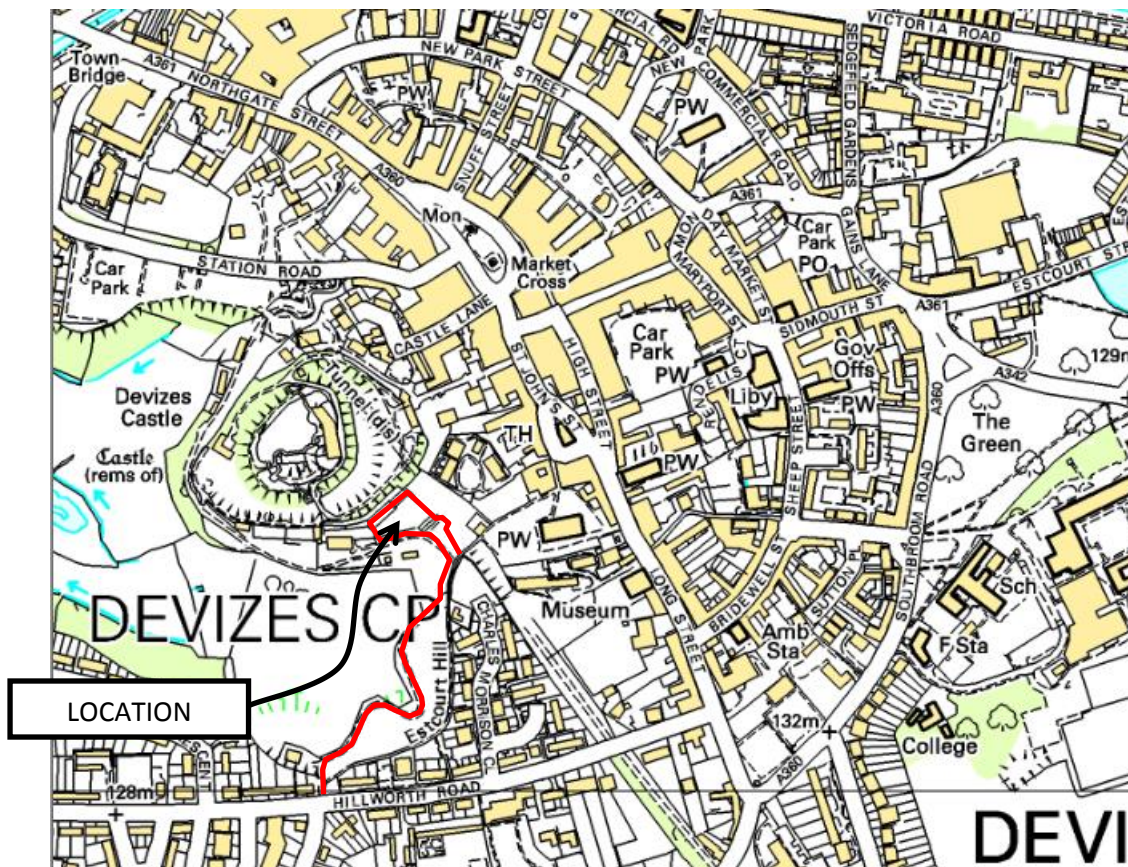 VICTORIA ROAD
Town
Bridge
A361 NORTHGATE STREET
NEW PARK STREET
COMMERCIAL ROAD
NEW PARK
SEDGEFIELD GARDENS
PW
PW
SNUFF STREET
A360
A361
GAINS LANE
Mon
Market
Cross
MONDAY MARKET ST
MARYPORT ST
Car
Park
PO
STATION ROAD
Car
Park
CASTLE LANE
ST JOHN'S ST
HIGH STREET
SIDMOUTH ST
A361
ESTCOURT STR
129m
A342
Car
Park
PW
Gov
Offs
A360
Tunnel (dis)
Devizes
Castle
Castle
(rems of)
TH
Liby
PW
The
Green
PW
SHEEP STREET
SOUTHBROOM ROAD
PW
BRIDEWELL ST
SUTTON PL
LONG STREET
Museum
Amb
Sta
Sch
F Sta
DEVIZES CP
CHARLES MORRISON C
Estcourt Hill
LOCATION
132m
College
A360
128m
HILLWORTH ROAD
DEVI